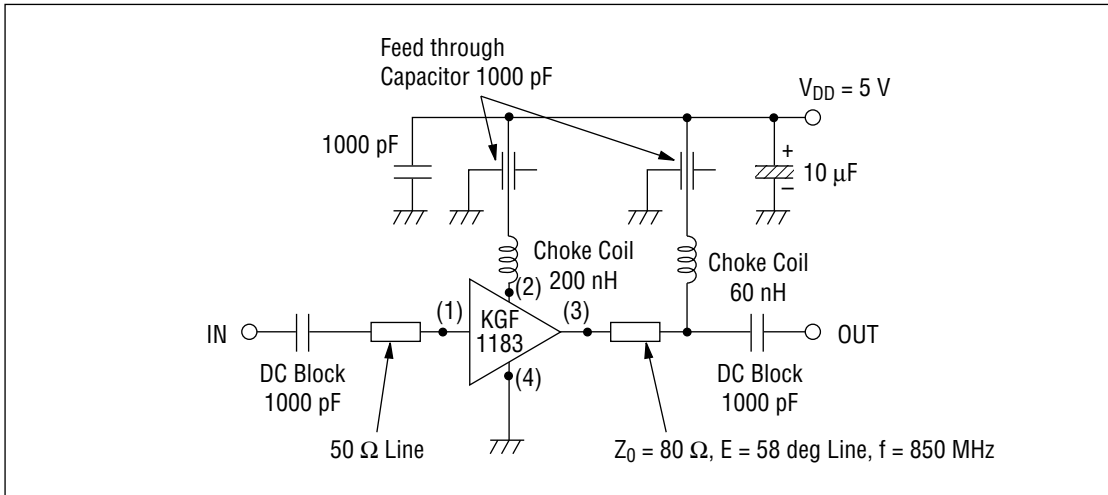 Feed through
Capacitor 1000 pF
V_DD = 5 V
1000 pF
+
10 μF
–
Choke Coil
200 nH
Choke Coil
60 nH
(2)
(1)
KGF
1183
(3)
IN
OUT
(4)
DC Block
1000 pF
DC Block
1000 pF
50 Ω Line
Z₀ = 80 Ω, E = 58 deg Line, f = 850 MHz